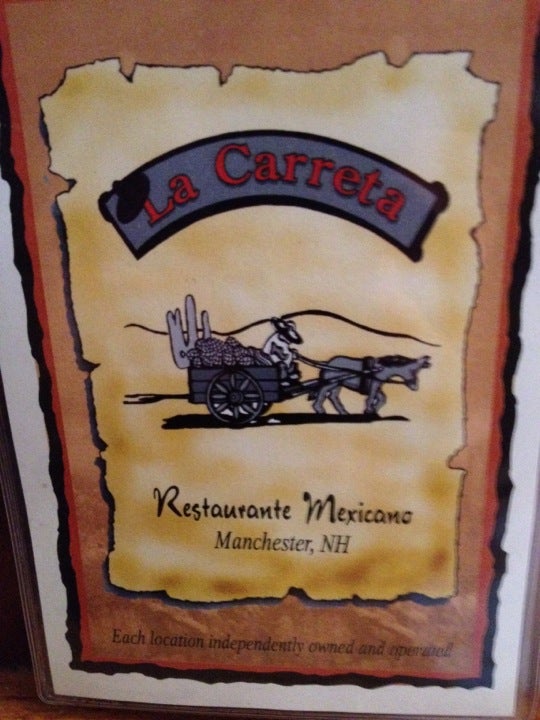 La Carreta
Restaurante Mexicano
Manchester, NH
Each location independently owned and operated